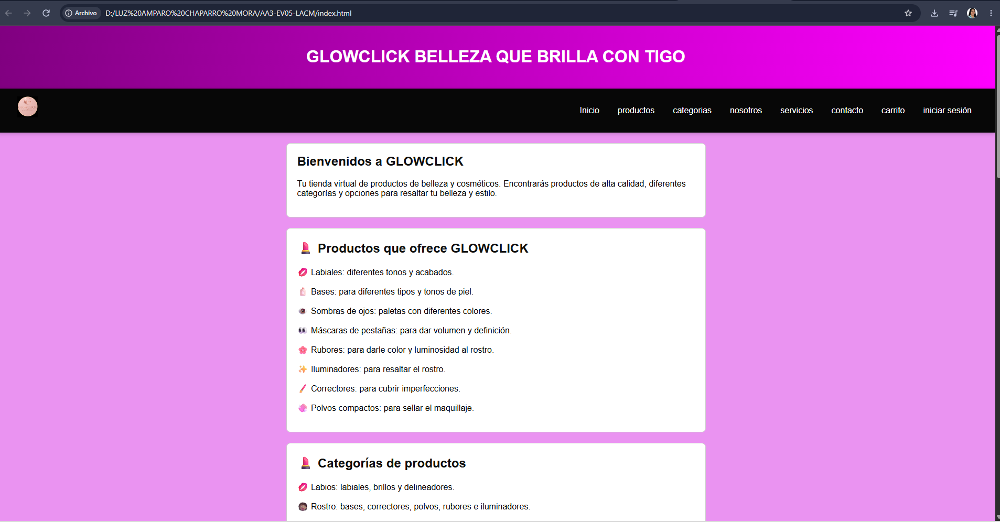 Archivo D:/LUZ%20AMPARO%20CHAPARRO%20MORA/AA3-EV05-LACM/index.html
GLOWCLICK BELLEZA QUE BRILLA CON TIGO
Inicio productos categorias nosotros servicios contacto carrito iniciar sesión
Bienvenidos a GLOWCLICK
Tu tienda virtual de productos de belleza y cosméticos. Encontrarás productos de alta calidad, diferentes
categorías y opciones para resaltar tu belleza y estilo.
Productos que ofrece GLOWCLICK
Labiales: diferentes tonos y acabados.
Bases: para diferentes tipos y tonos de piel.
Sombras de ojos: paletas con diferentes colores.
Máscaras de pestañas: para dar volumen y definición.
Rubores: para darle color y luminosidad al rostro.
Iluminadores: para resaltar el rostro.
Correctores: para cubrir imperfecciones.
Polvos compactos: para sellar el maquillaje.
Categorías de productos
Labios: labiales, brillos y delineadores.
Rostro: bases, correctores, polvos, rubores e iluminadores.